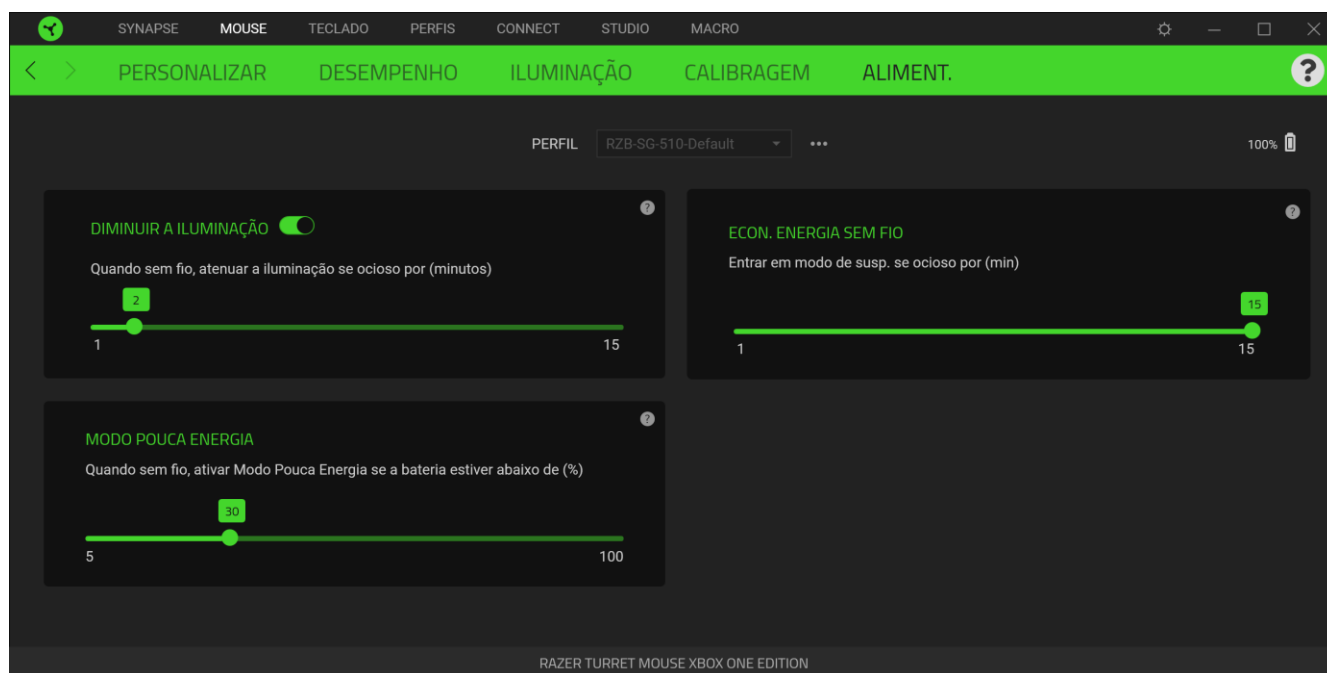 SYNAPSE MOUSE TECLADO PERFIS CONNECT STUDIO MACRO
PERSONALIZAR DESEMPENHO ILUMINAÇÃO CALIBRAGEM ALIMENT. ?
PERFIL RZB-SG-510-Default ••• 100%
DIMINUIR A ILUMINAÇÃO ?
Quando sem fio, atenuar a iluminação se ocioso por (minutos)
2
1 15
ECON. ENERGIA SEM FIO ?
Entrar em modo de susp. se ocioso por (min)
15
1 15
MODO POUCA ENERGIA ?
Quando sem fio, ativar Modo Pouca Energia se a bateria estiver abaixo de (%)
30
5 100
RAZER TURRET MOUSE XBOX ONE EDITION